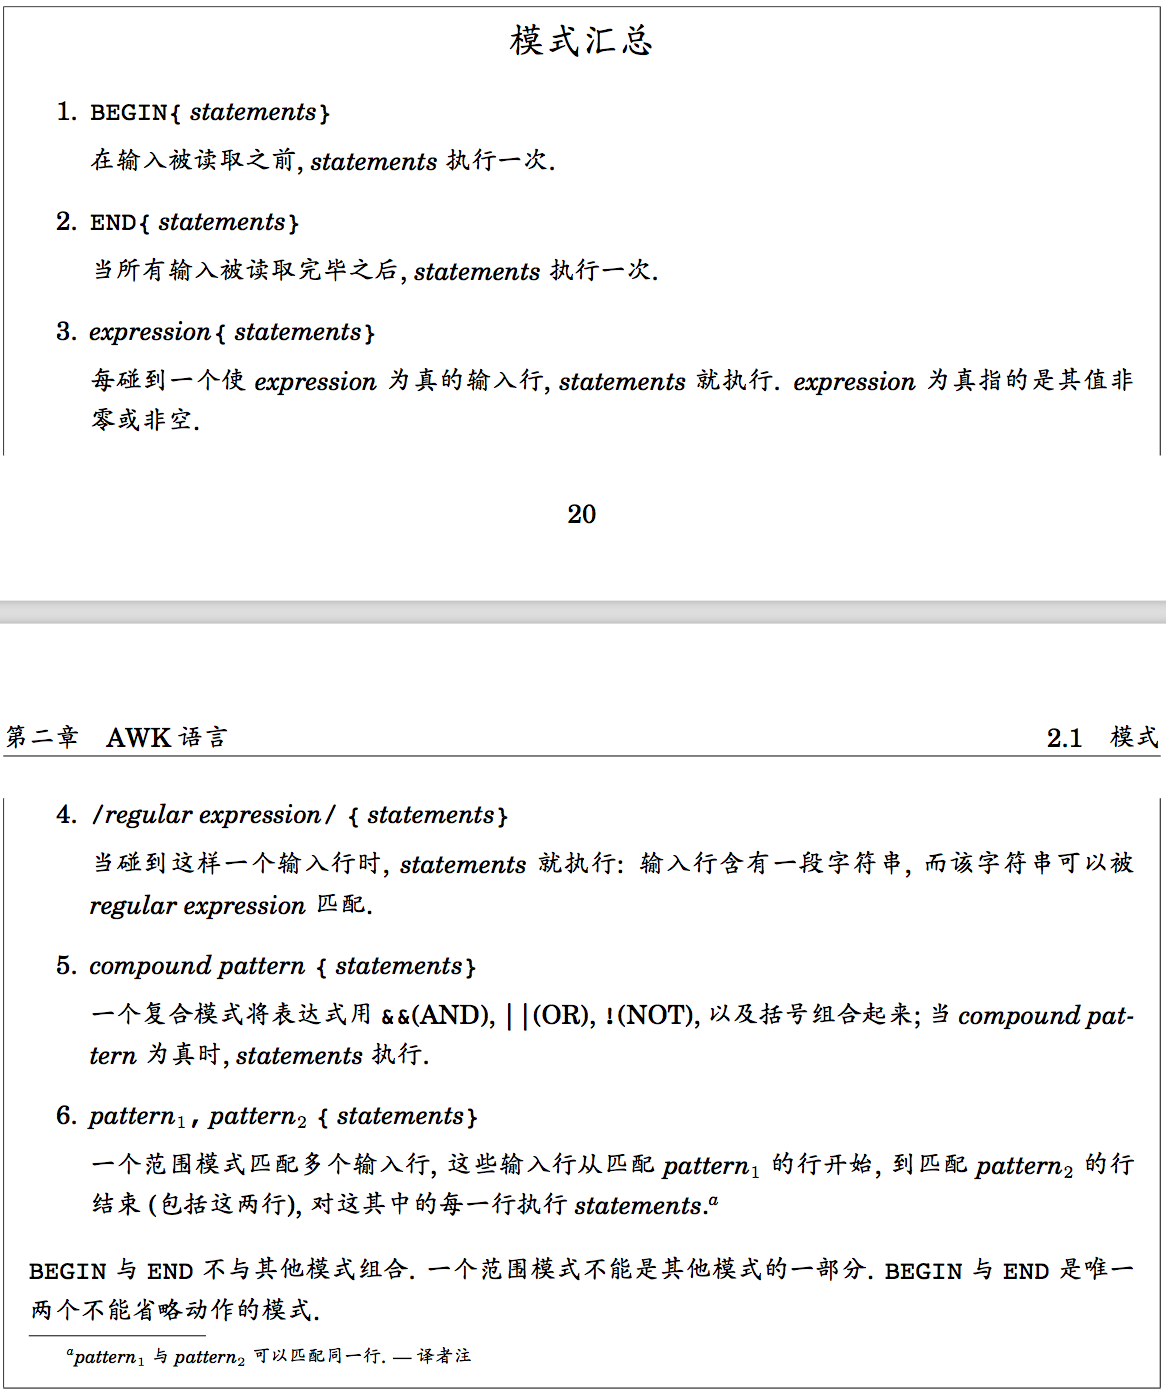 模式汇总
1. BEGIN{ statements}
在输入被读取之前, statements 执行一次.
2. END{ statements}
当所有输入被读取完毕之后, statements 执行一次.
3. expression{ statements}
每碰到一个使 expression 为真的输入行, statements 就执行. expression 为真指的是其值非
零或非空.
20
第二章 AWK 语言 2.1 模式
4. /regular expression/ { statements}
当碰到这样一个输入行时, statements 就执行: 输入行含有一段字符串, 而该字符串可以被
regular expression 匹配.
5. compound pattern { statements}
一个复合模式将表达式用 &&(AND), ||(OR), !(NOT), 以及括号组合起来; 当 compound pat-
tern 为真时, statements 执行.
6. pattern₁, pattern₂ { statements}
一个范围模式匹配多个输入行, 这些输入行从匹配 pattern₁ 的行开始, 到匹配 pattern₂ 的行
结束 (包括这两行), 对这其中的每一行执行 statements.ᵃ
BEGIN 与 END 不与其他模式组合. 一个范围模式不能是其他模式的一部分. BEGIN 与 END 是唯一
两个不能省略动作的模式.
ᵃpattern₁ 与 pattern₂ 可以匹配同一行. — 译者注